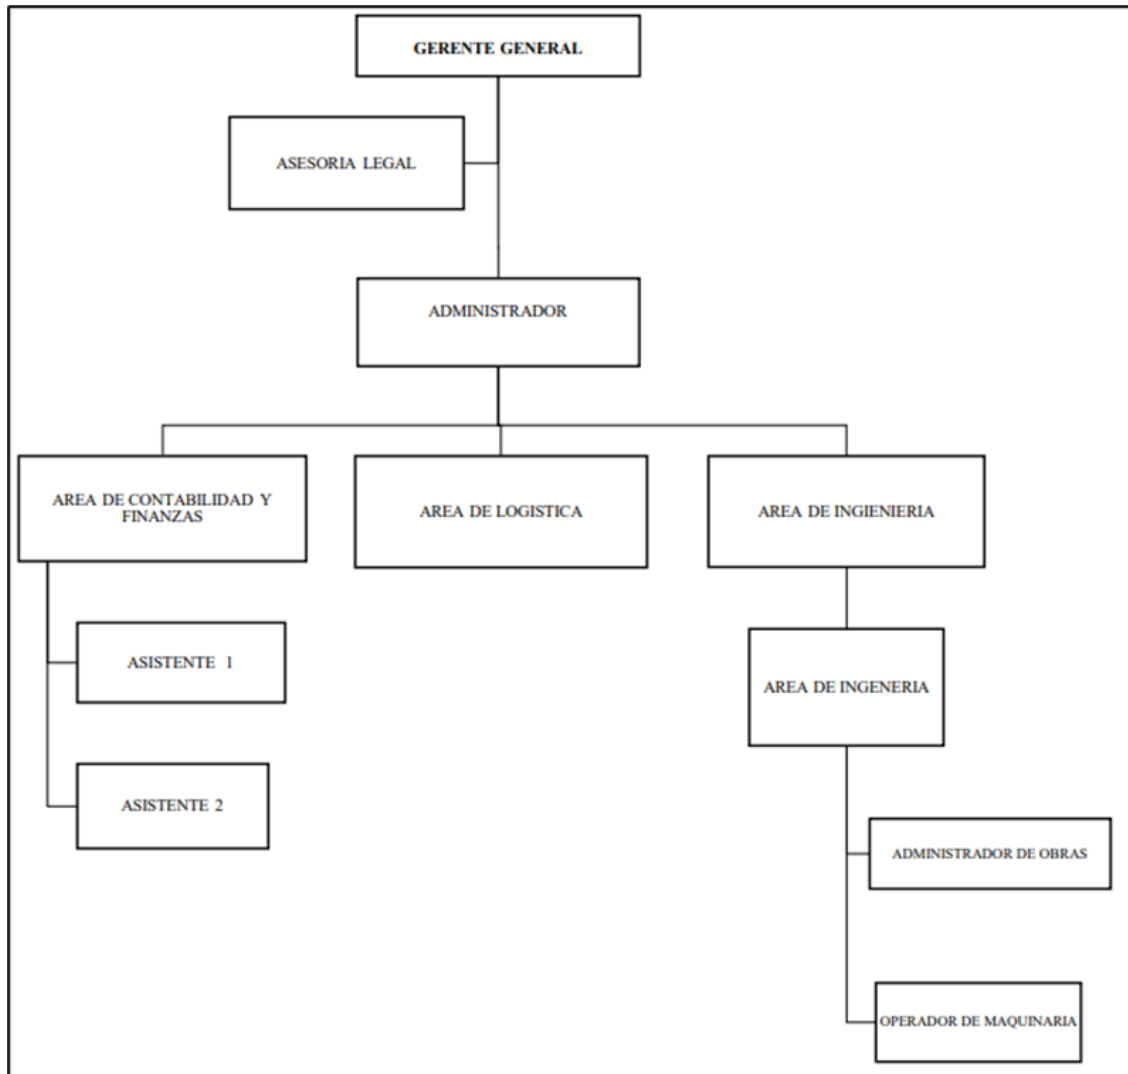 GERENTE GENERAL
ASESORIA LEGAL
ADMINISTRADOR
AREA DE CONTABILIDAD Y
FINANZAS
AREA DE LOGISTICA
AREA DE INGIENIERIA
ASISTENTE 1
AREA DE INGENERIA
ASISTENTE 2
ADMINISTRADOR DE OBRAS
OPERADOR DE MAQUINARIA